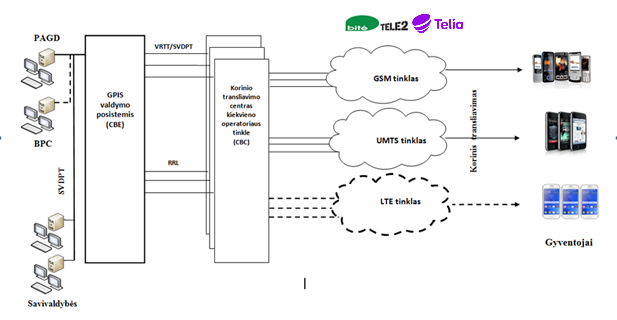 bitė TELE2 Telia
PAGD
BPC
SVDPT
Savivaldybės
GPIS
valdymo
posistemis
(CBE)
VRTT/SVDPT
RRL
Korinio
transliavimo
centras
kiekvieno
operatoriaus
tinkle
(CBC)
GSM tinklas
UMTS tinklas
LTE tinklas
Korinis transliavimas
Gyventojai